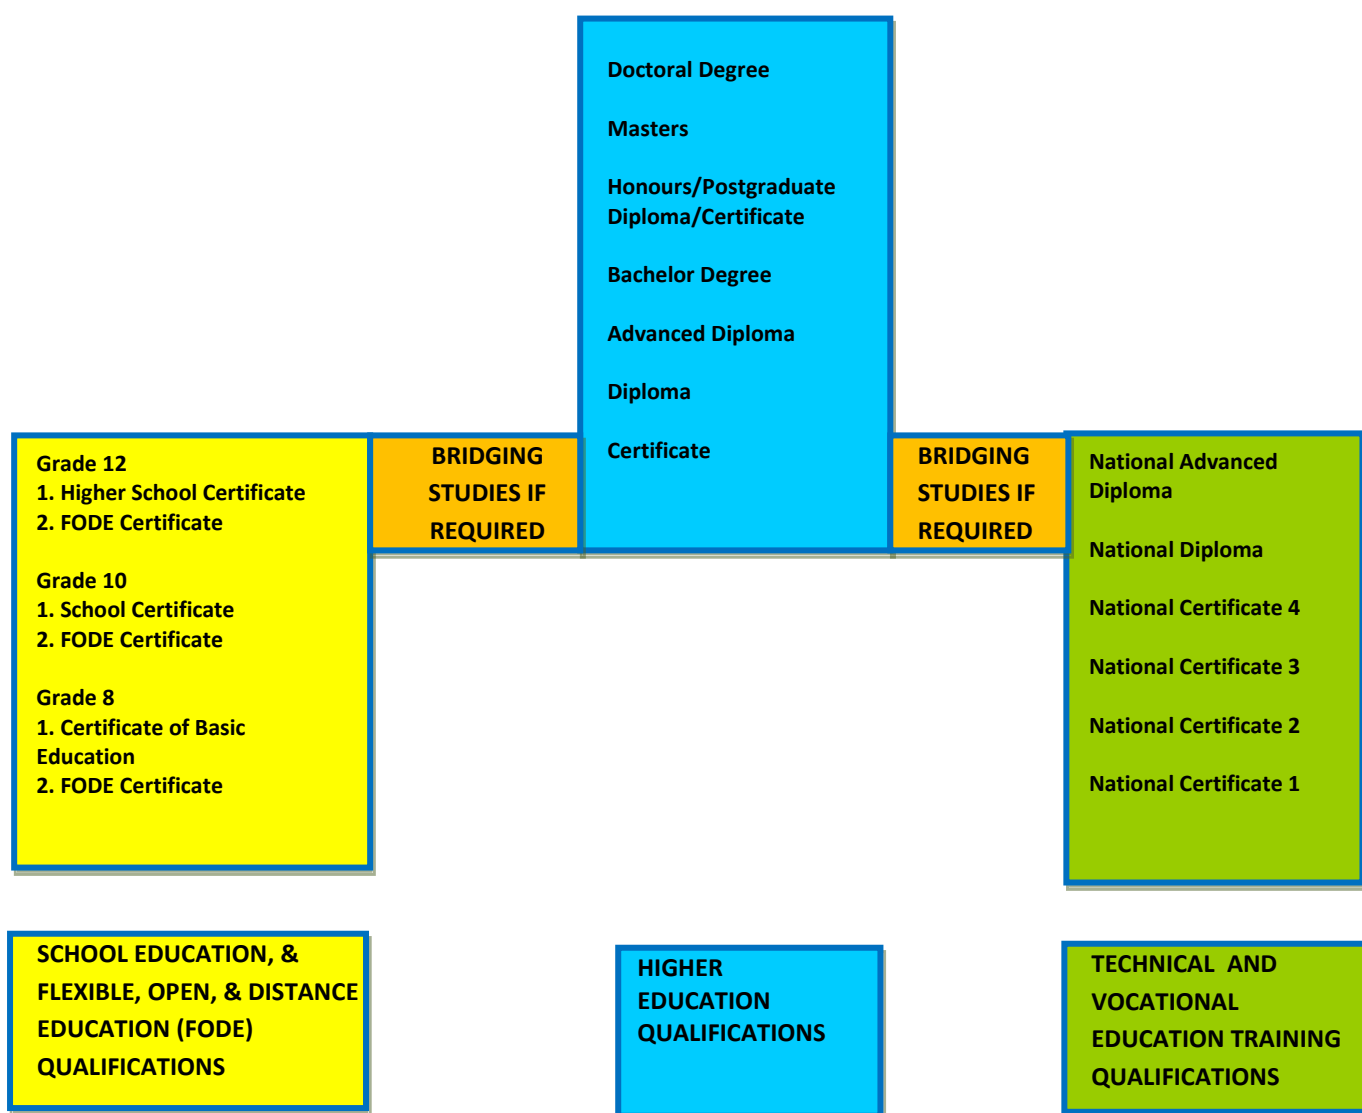 Doctoral Degree
Masters
Honours/Postgraduate
Diploma/Certificate
Bachelor Degree
Advanced Diploma
Diploma
Certificate
Grade 12
1. Higher School Certificate
2. FODE Certificate
Grade 10
1. School Certificate
2. FODE Certificate
Grade 8
1. Certificate of Basic
Education
2. FODE Certificate
BRIDGING
STUDIES IF
REQUIRED
BRIDGING
STUDIES IF
REQUIRED
National Advanced
Diploma
National Diploma
National Certificate 4
National Certificate 3
National Certificate 2
National Certificate 1
SCHOOL EDUCATION, &
FLEXIBLE, OPEN, & DISTANCE
EDUCATION (FODE)
QUALIFICATIONS
HIGHER
EDUCATION
QUALIFICATIONS
TECHNICAL AND
VOCATIONAL
EDUCATION TRAINING
QUALIFICATIONS